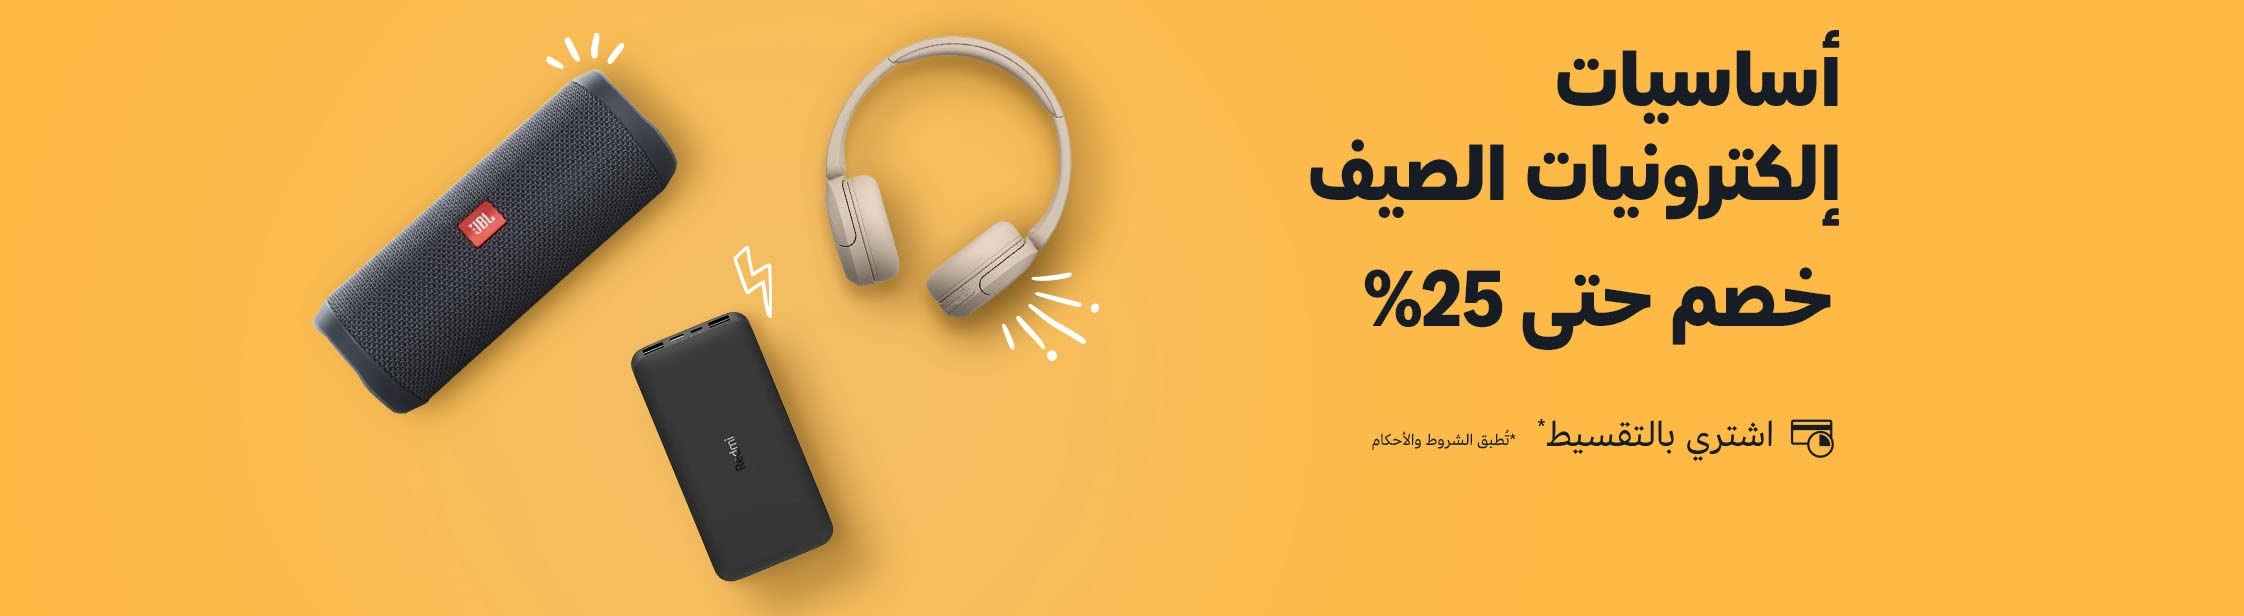 أساسيات
إلكترونيات الصيف
خصم حتى 25%
اشتري بالتقسيط* *تُطبق الشروط والأحكام
JBL
Redmi